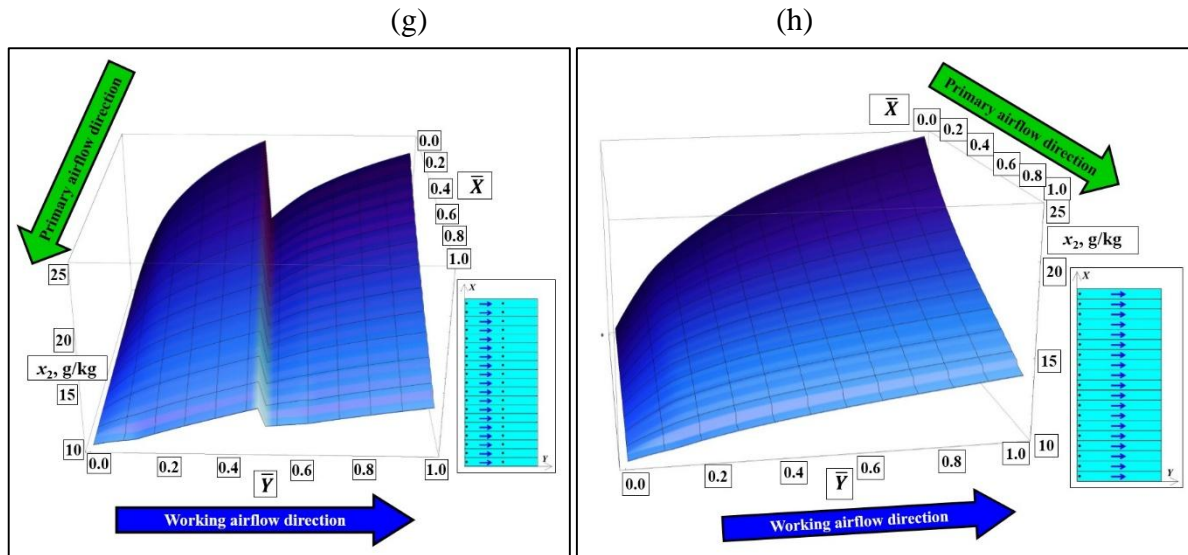 (g)
(h)
Primary airflow direction
0.0
0.2
0.4
X̅
0.6
0.8
1.0
25
20
x₂, g/kg
15
10
0.0
0.2
0.4
0.6
0.8
1.0
Y̅
Working airflow direction
X
Y
Primary airflow direction
X̅
0.0
0.2
0.4
0.6
0.8
1.0
25
x₂, g/kg
20
15
10
0.0
0.2
0.4
0.6
0.8
1.0
Y̅
Working airflow direction
X
Y